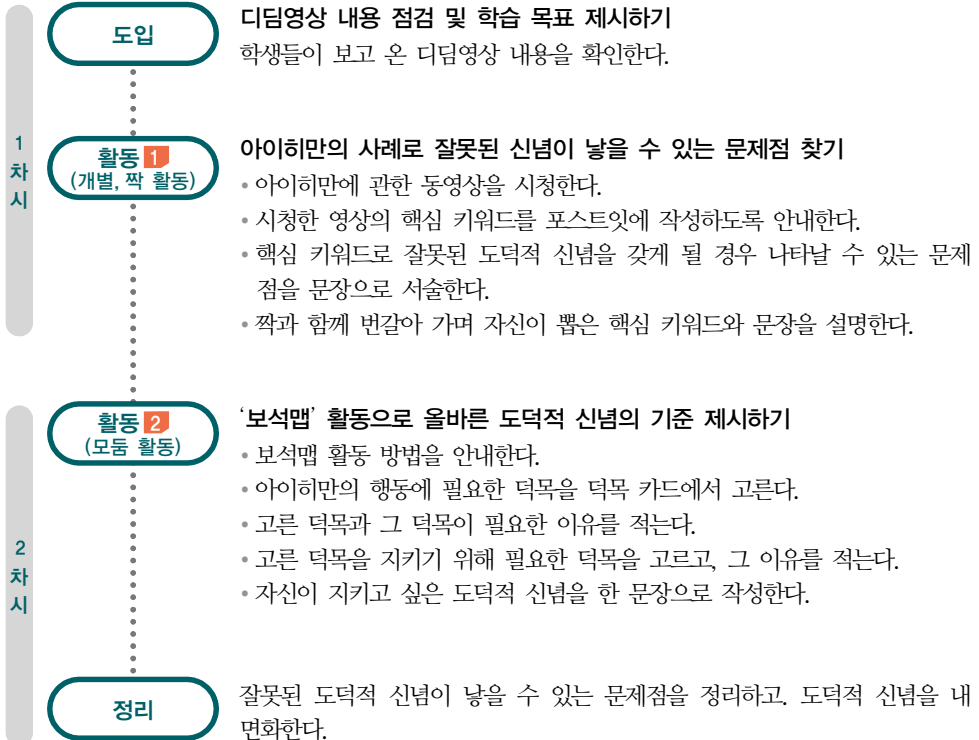 1
차
시
도입
디딤영상 내용 점검 및 학습 목표 제시하기
학생들이 보고 온 디딤영상 내용을 확인한다.
활동 1
(개별, 짝 활동)
아이히만의 사례로 잘못된 신념이 낳을 수 있는 문제점 찾기
• 아이히만에 관한 동영상을 시청한다.
• 시청한 영상의 핵심 키워드를 포스트잇에 작성하도록 안내한다.
• 핵심 키워드로 잘못된 도덕적 신념을 갖게 될 경우 나타날 수 있는 문제
점을 문장으로 서술한다.
• 짝과 함께 번갈아 가며 자신이 뽑은 핵심 키워드와 문장을 설명한다.
2
차
시
활동 2
(모둠 활동)
‘보석맵’ 활동으로 올바른 도덕적 신념의 기준 제시하기
• 보석맵 활동 방법을 안내한다.
• 아이히만의 행동에 필요한 덕목을 덕목 카드에서 고른다.
• 고른 덕목과 그 덕목이 필요한 이유를 적는다.
• 고른 덕목을 지키기 위해 필요한 덕목을 고르고, 그 이유를 적는다.
• 자신이 지키고 싶은 도덕적 신념을 한 문장으로 작성한다.
정리
잘못된 도덕적 신념이 낳을 수 있는 문제점을 정리하고. 도덕적 신념을 내
면화한다.